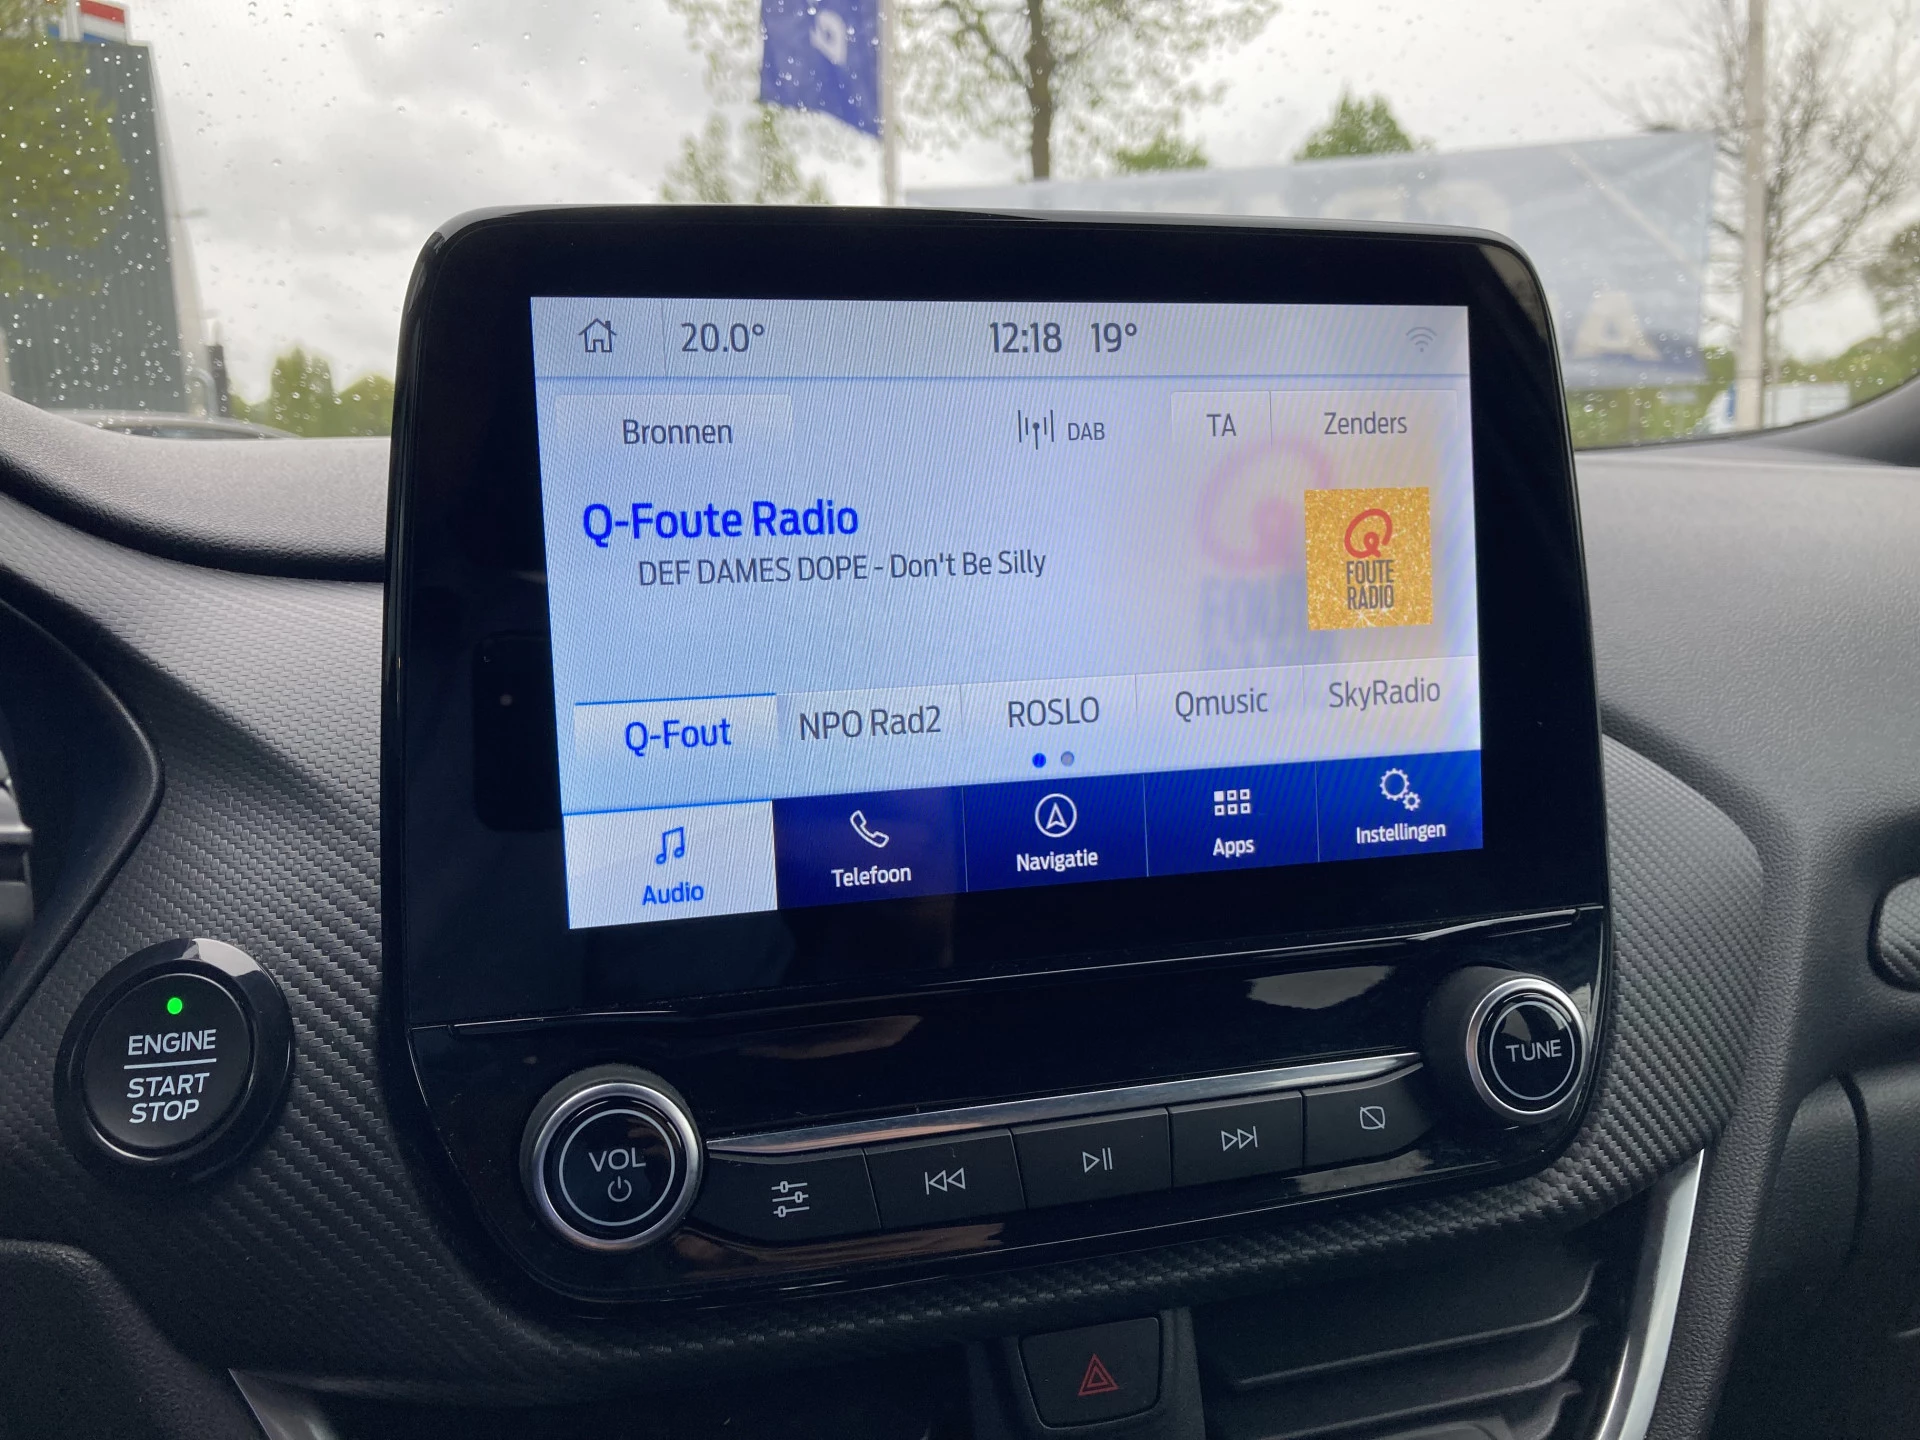 20.0°
12:18
19°
Bronnen
DAB
TA
Zenders
Q-Foute Radio
DEF DAMES DOPE - Don't Be Silly
Q
FOUTE
RADIO
Q-Fout
NPO Rad2
ROSLO
Qmusic
SkyRadio
Audio
Telefoon
Navigatie
Apps
Instellingen
ENGINE
START
STOP
VOL
TUNE